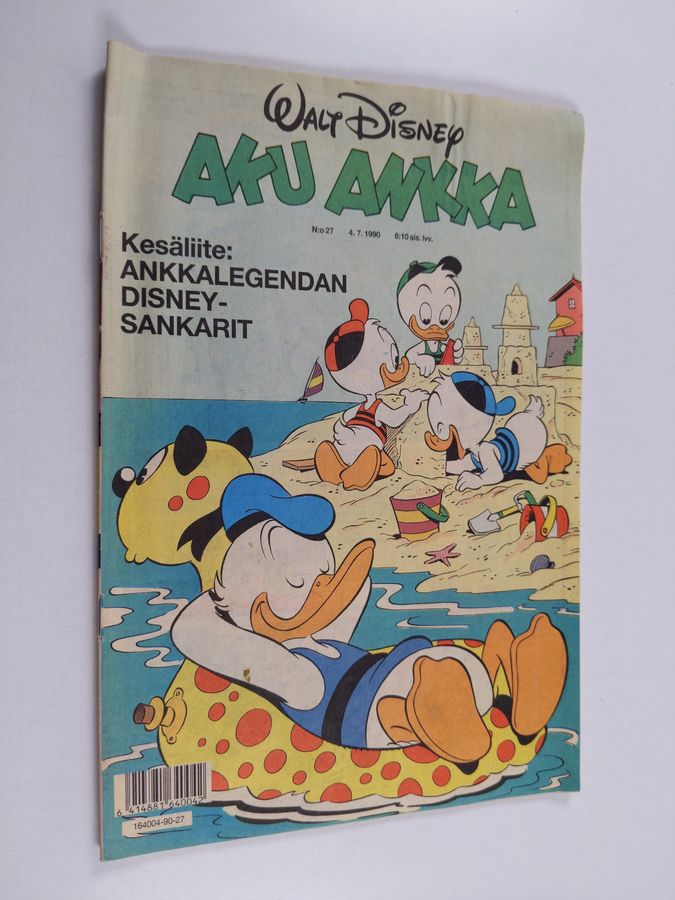 WALT DISNEY
AKU ANKKA
N:o 27 4. 7. 1990 6:10 sis. lvv.
Kesäliite:
ANKKALEGENDAN
DISNEY-
SANKARIT
6 414881 640042
164004-90-27